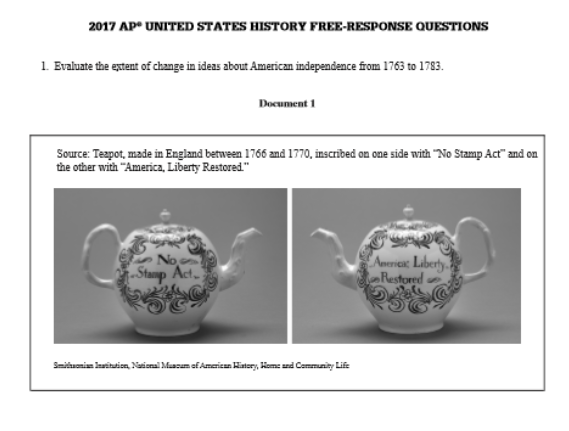 2017 AP® UNITED STATES HISTORY FREE-RESPONSE QUESTIONS
1. Evaluate the extent of change in ideas about American independence from 1763 to 1783.
Document 1
Source: Teapot, made in England between 1766 and 1770, inscribed on one side with “No Stamp Act” and on
the other with “America, Liberty Restored.”
No
Stamp Act
America: Liberty
Restored
Smithsonian Institution, National Museum of American History, Home and Community Life